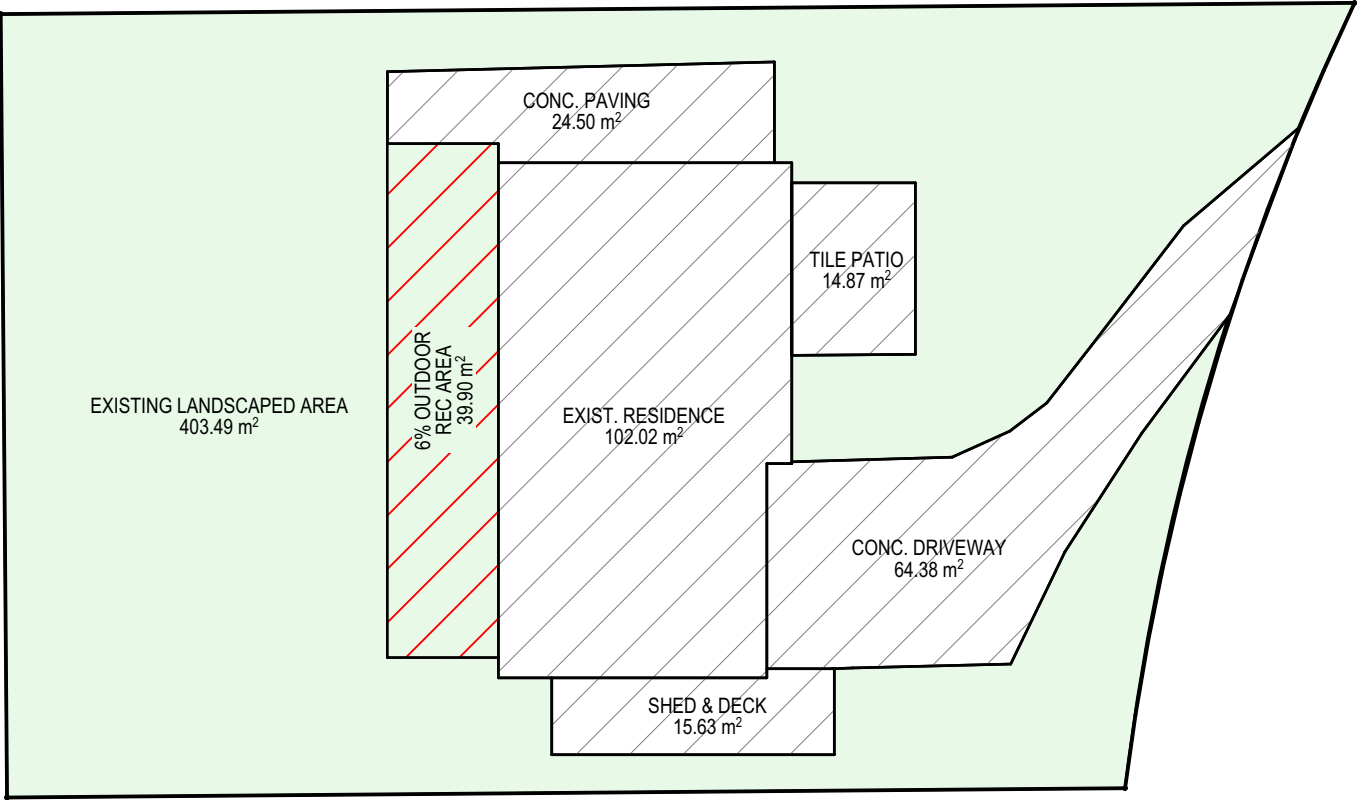 CONC. PAVING
24.50 m²
TILE PATIO
14.87 m²
6% OUTDOOR
REC AREA
39.90 m²
EXISTING LANDSCAPED AREA
403.49 m²
EXIST. RESIDENCE
102.02 m²
CONC. DRIVEWAY
64.38 m²
SHED & DECK
15.63 m²